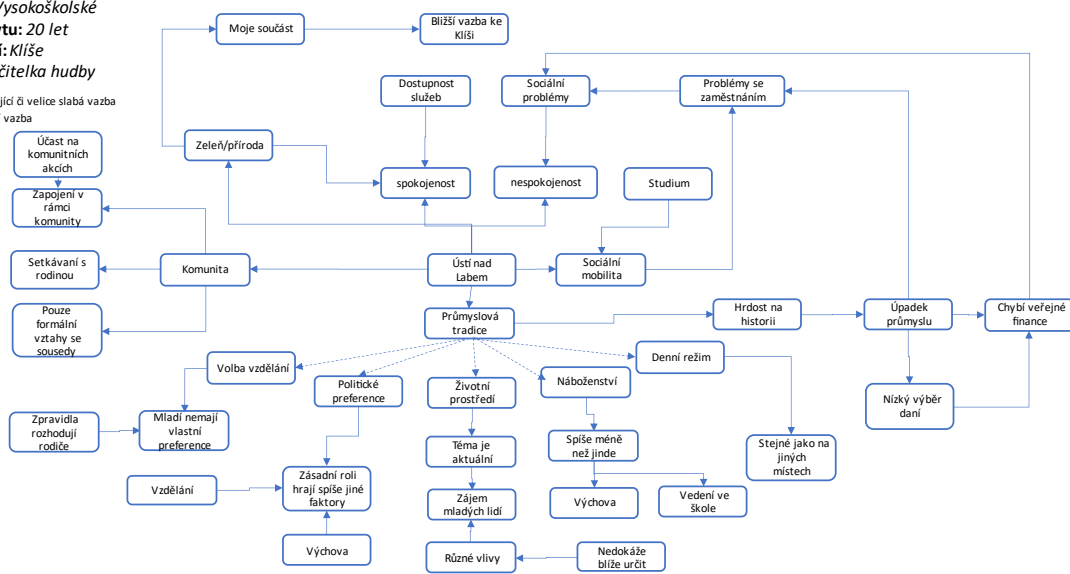 Vysokoškolské
20 let
Klíše
učitelka hudby
či velice slabá vazba
vazba
Moje součást
Bližší vazba ke
Klíši
Dostupnost
služeb
Sociální
problémy
Problémy se
zaměstnáním
Účast na
komunitních
akcích
Zeleň/příroda
spokojenost
nespokojenost
Studium
Zapojení v
rámci
komunity
Setkávaní s
rodinou
Komunita
Ústí nad
Labem
Sociální
mobilita
Pouze
formální
vztahy se
sousedy
Průmyslová
tradice
Hrdost na
historii
Úpadek
průmyslu
Chybí veřejné
finance
Volba vzdělání
Politické
preference
Životní
prostředí
Náboženství
Denní režim
Nízký výběr
daní
Zpravidla
rozhodují
rodiče
Mladí nemají
vlastní
preference
Téma je
aktuální
Spíše méně
než jinde
Stejné jako na
jiných
místech
Vzdělání
Zásadní roli
hrají spíše jiné
faktory
Zájem
mladých lidí
Výchova
Vedení ve
škole
Výchova
Různé vlivy
Nedokáže
blíže určit